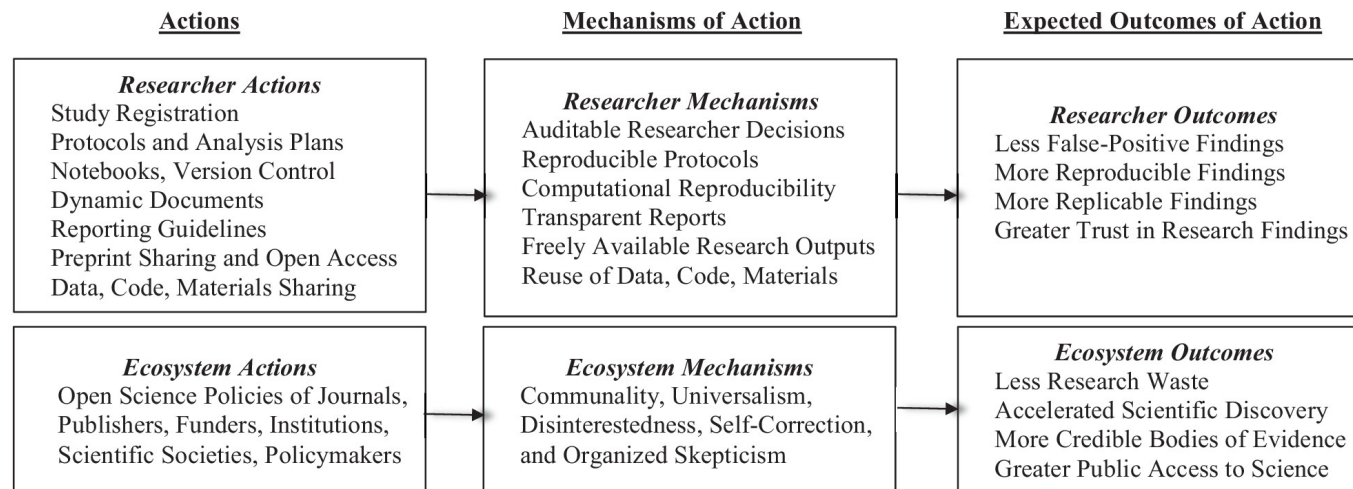 Actions
Mechanisms of Action
Expected Outcomes of Action
Researcher Actions
Study Registration
Protocols and Analysis Plans
Notebooks, Version Control
Dynamic Documents
Reporting Guidelines
Preprint Sharing and Open Access
Data, Code, Materials Sharing
Researcher Mechanisms
Auditable Researcher Decisions
Reproducible Protocols
Computational Reproducibility
Transparent Reports
Freely Available Research Outputs
Reuse of Data, Code, Materials
Researcher Outcomes
Less False-Positive Findings
More Reproducible Findings
More Replicable Findings
Greater Trust in Research Findings
Ecosystem Actions
Open Science Policies of Journals,
Publishers, Funders, Institutions,
Scientific Societies, Policymakers
Ecosystem Mechanisms
Communality, Universalism,
Disinterestedness, Self-Correction,
and Organized Skepticism
Ecosystem Outcomes
Less Research Waste
Accelerated Scientific Discovery
More Credible Bodies of Evidence
Greater Public Access to Science